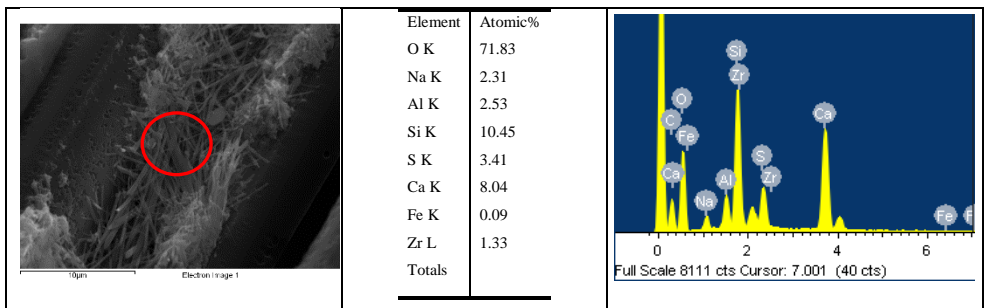 10µm
Electron Image 1
Element Atomic%
O K 71.83
Na K 2.31
Al K 2.53
Si K 10.45
S K 3.41
Ca K 8.04
Fe K 0.09
Zr L 1.33
Totals
Si
Zr
O
C
Fe
Ca
Na
Al
S
Zr
Ca
Fe
F
0 2 4 6
Full Scale 8111 cts Cursor: 7.001 (40 cts)